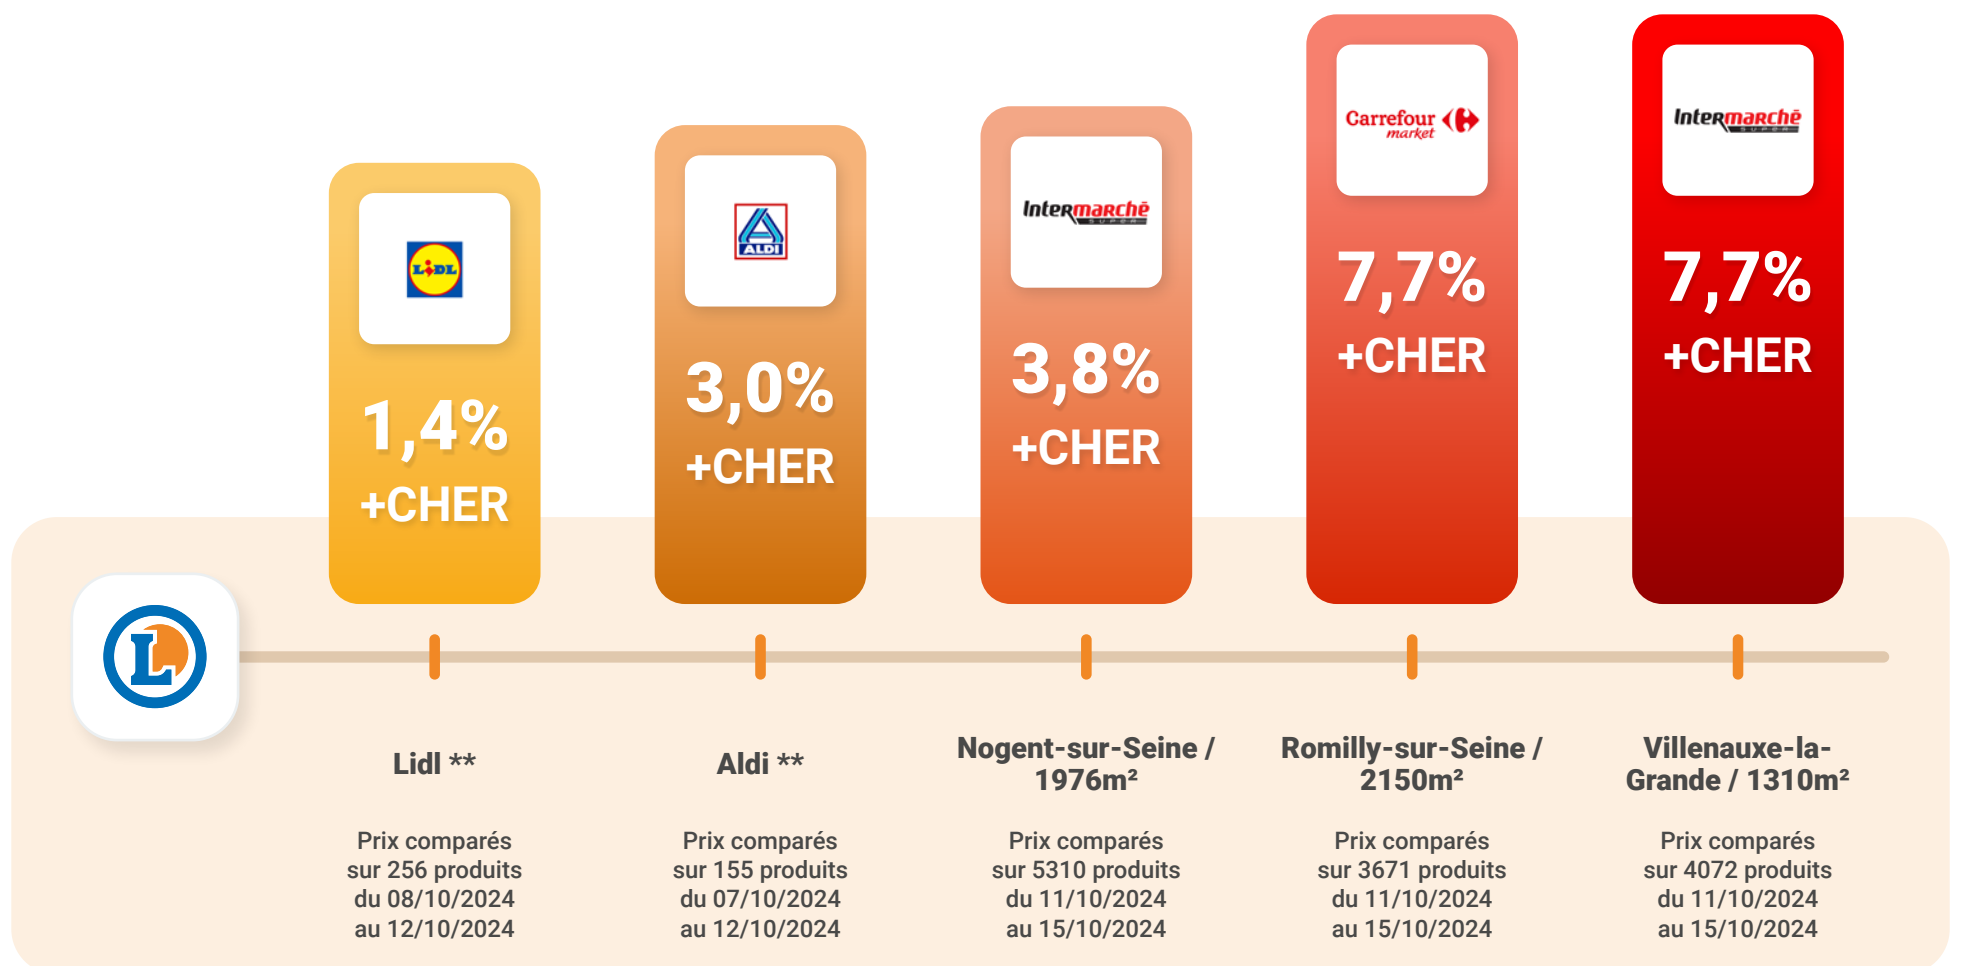 LIDL
1,4%
+CHER
ALDI
3,0%
+CHER
Intermarchē
SUPER
3,8%
+CHER
Carrefour
market
7,7%
+CHER
Intermarchē
SUPER
7,7%
+CHER
L
Lidl **
Prix comparés
sur 256 produits
du 08/10/2024
au 12/10/2024
Aldi **
Prix comparés
sur 155 produits
du 07/10/2024
au 12/10/2024
Nogent-sur-Seine /
1976m²
Prix comparés
sur 5310 produits
du 11/10/2024
au 15/10/2024
Romilly-sur-Seine /
2150m²
Prix comparés
sur 3671 produits
du 11/10/2024
au 15/10/2024
Villenauxe-la-
Grande / 1310m²
Prix comparés
sur 4072 produits
du 11/10/2024
au 15/10/2024